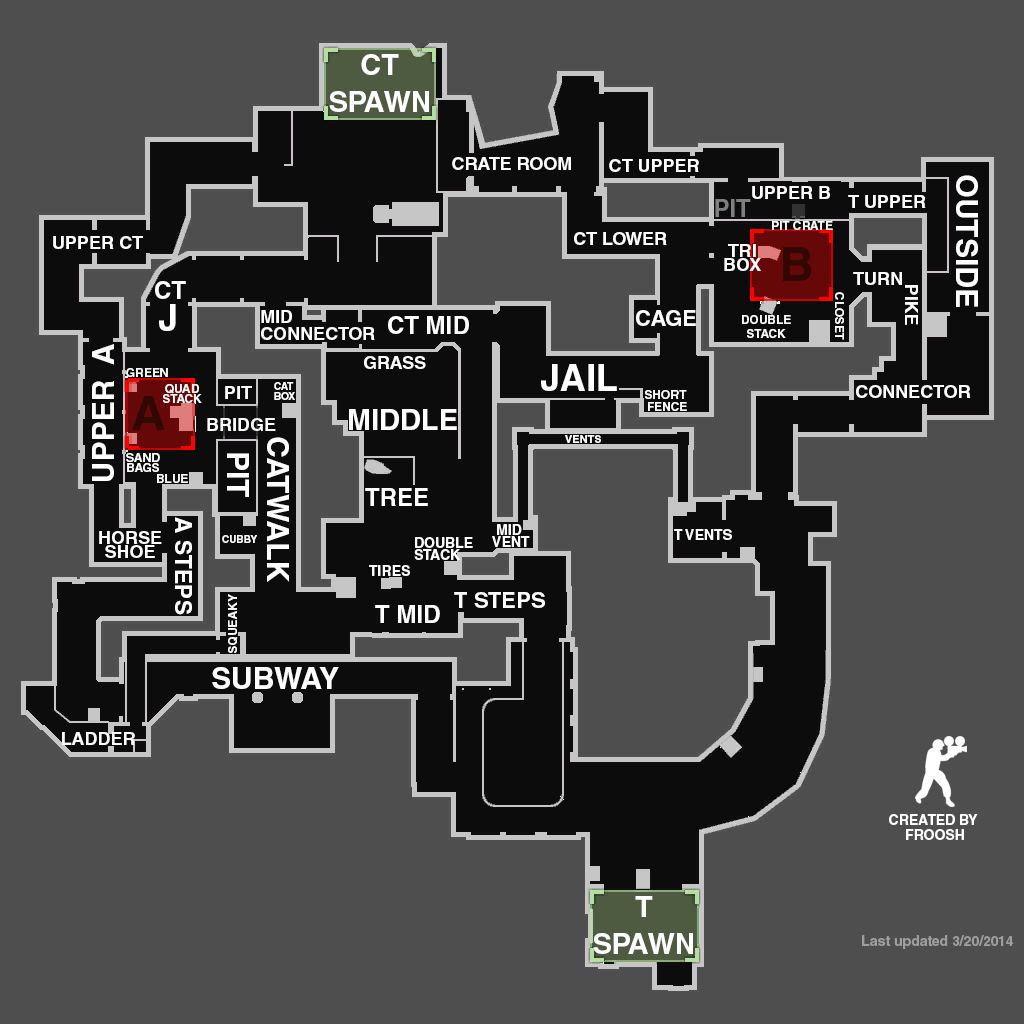 CT
SPAWN
CRATE ROOM
CT UPPER
UPPER B
T UPPER
OUTSIDE
PIT
PIT CRATE
UPPER CT
CT LOWER
TRI
BOX
B
TURN
PIKE
CT
J
CLOSET
DOUBLE
STACK
MID
CONNECTOR
CT MID
CAGE
GRASS
UPPER A
GREEN
QUAD
STACK
A
PIT
CAT
BOX
JAIL
SHORT
FENCE
CONNECTOR
BRIDGE
MIDDLE
VENTS
SAND
BAGS
BLUE
PIT
CATWALK
TREE
HORSE
SHOE
A STEPS
CUBBY
MID
VENT
T VENTS
DOUBLE
STACK
TIRES
T STEPS
T MID
SQUEAKY
SUBWAY
LADDER
CREATED BY
FROOSH
T
SPAWN
Last updated 3/20/2014